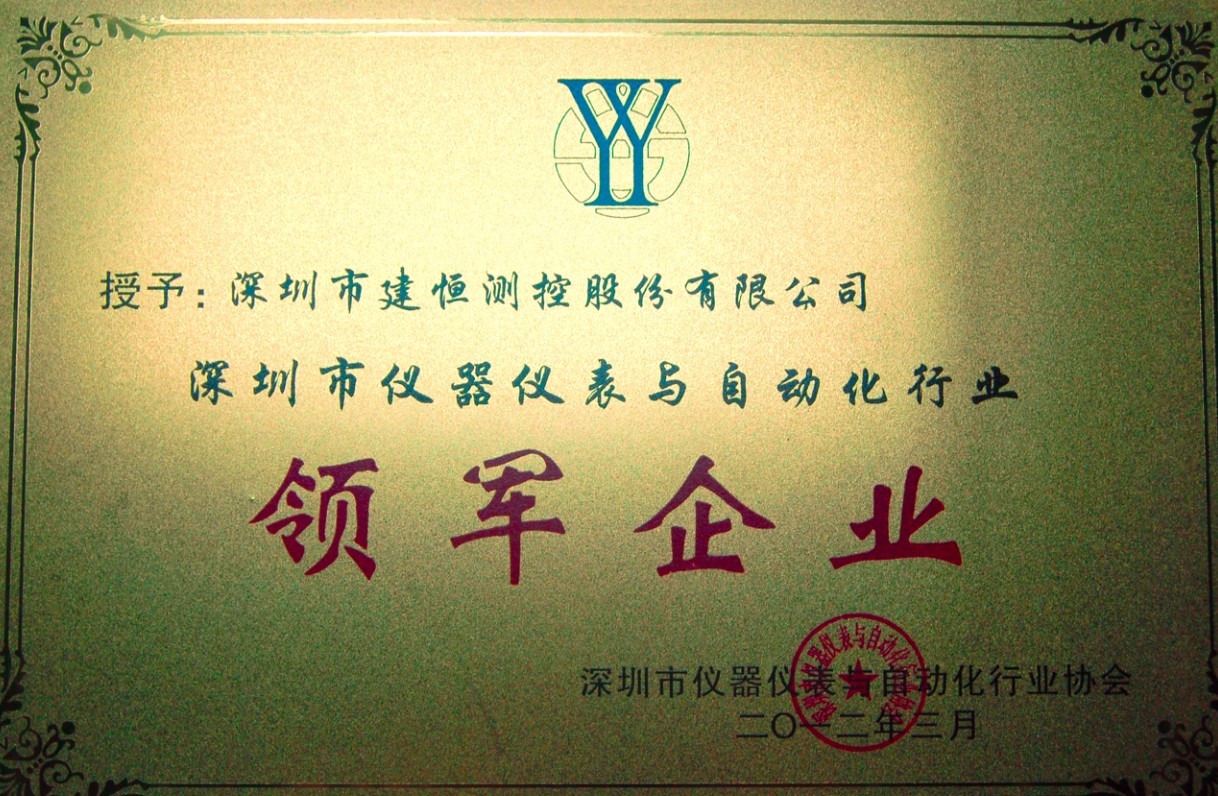 授予：深圳市建恒测控股份有限公司
深圳市仪器仪表与自动化行业
领军企业
深圳市仪器仪表与自动化行业协会
二〇一二年三月